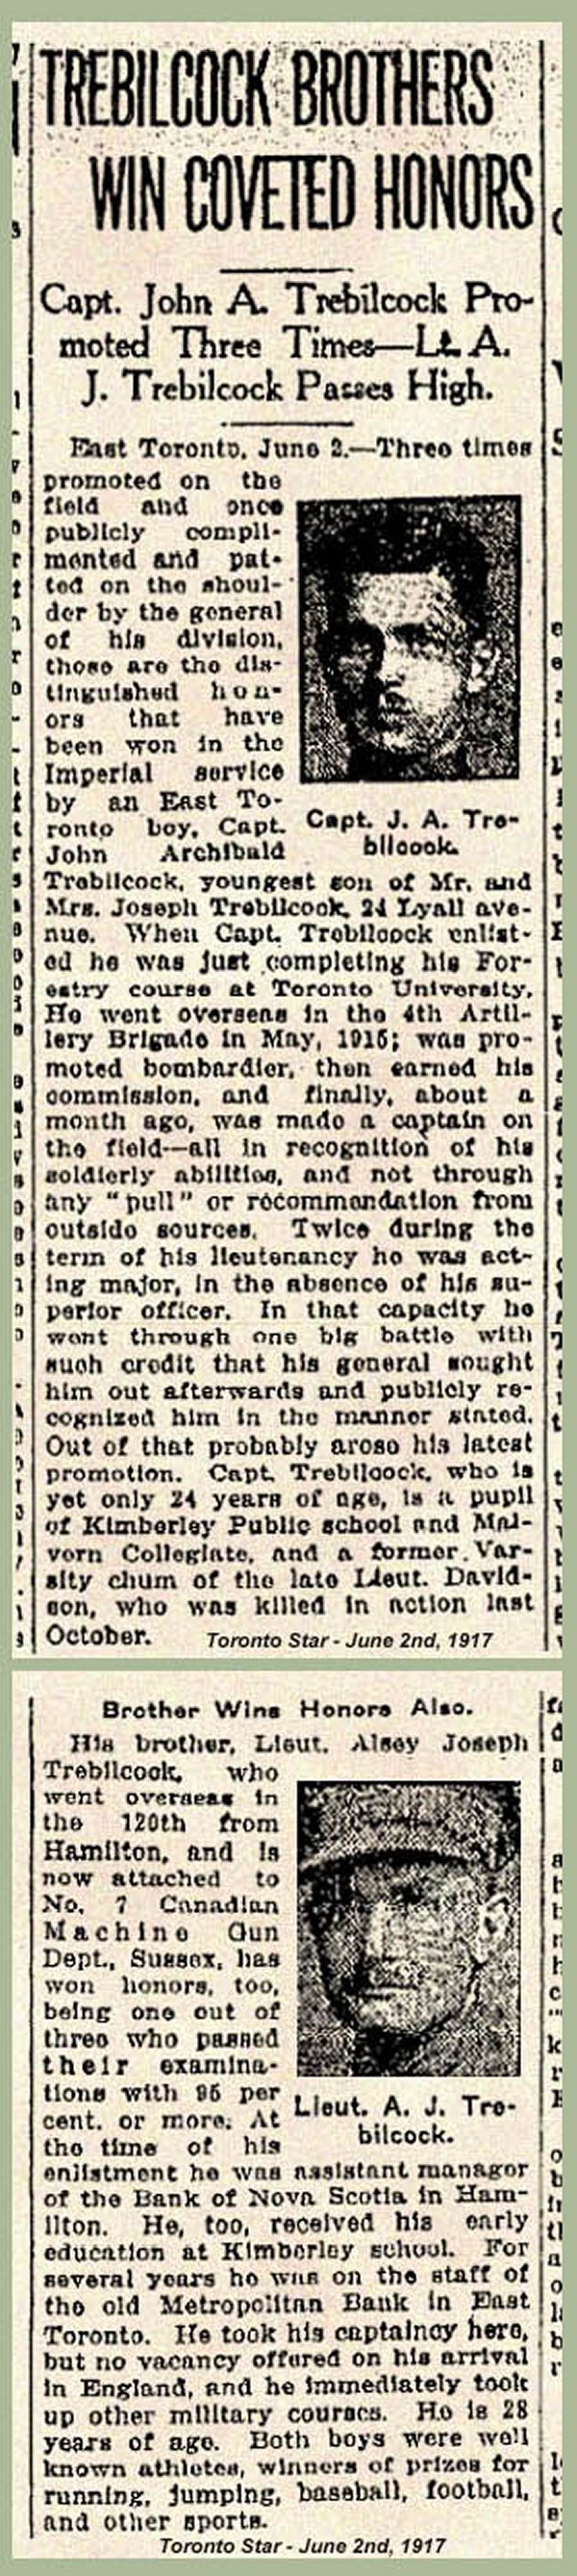 TREBILCOCK BROTHERS
WIN COVETED HONORS
Capt. John A. Trebilcock Pro-
moted Three Times—Lt. A.
J. Trebilcock Passes High.
East Toronto, June 2.—Three times
promoted on the
field and once
publicly compli-
mented and pat-
ted on the shoul-
der by the general
of his division,
those are the dis-
tinguished hon-
ors that have
been won in the
Imperial service
by an East To-
ronto boy, Capt.
John Archibald
Capt. J. A. Tre-
bilcock.
Trebilcock, youngest son of Mr. and
Mrs. Joseph Trebilcock, 24 Lyall ave-
nue. When Capt. Trebilcock enlist-
ed he was just completing his For-
estry course at Toronto University.
He went overseas in the 4th Artil-
lery Brigade in May, 1915; was pro-
moted bombardier, then earned his
commission, and finally, about a
month ago, was made a captain on
the field—all in recognition of his
soldierly abilities, and not through
any "pull" or recommendation from
outside sources. Twice during the
term of his lieutenancy he was act-
ing major, in the absence of his su-
perior officer. In that capacity he
went through one big battle with
such credit that his general sought
him out afterwards and publicly re-
cognized him in the manner stated.
Out of that probably arose his latest
promotion. Capt. Trebilcock, who is
yet only 24 years of age, is a pupil
of Kimberley Public school and Mal-
vern Collegiate, and a former Var-
sity chum of the late Lieut. David-
son, who was killed in action last
October.
Toronto Star - June 2nd, 1917
Brother Wins Honors Also.
His brother, Lieut. Alsey Joseph
Trebilcock, who
went overseas in
the 120th from
Hamilton, and is
now attached to
No. 7 Canadian
Machine Gun
Dept., Sussex, has
won honors, too,
being one out of
three who passed
their examina-
tions with 95 per
cent. or more. At
the time of his
Lieut. A. J. Tre-
bilcock.
enlistment he was assistant manager
of the Bank of Nova Scotia in Ham-
ilton. He, too, received his early
education at Kimberley school. For
several years he was on the staff of
the old Metropolitan Bank in East
Toronto. He took his captaincy here,
but no vacancy offered on his arrival
in England, and he immediately took
up other military courses. He is 28
years of age. Both boys were well
known athletes, winners of prizes for
running, jumping, baseball, football,
and other sports.
Toronto Star - June 2nd, 1917